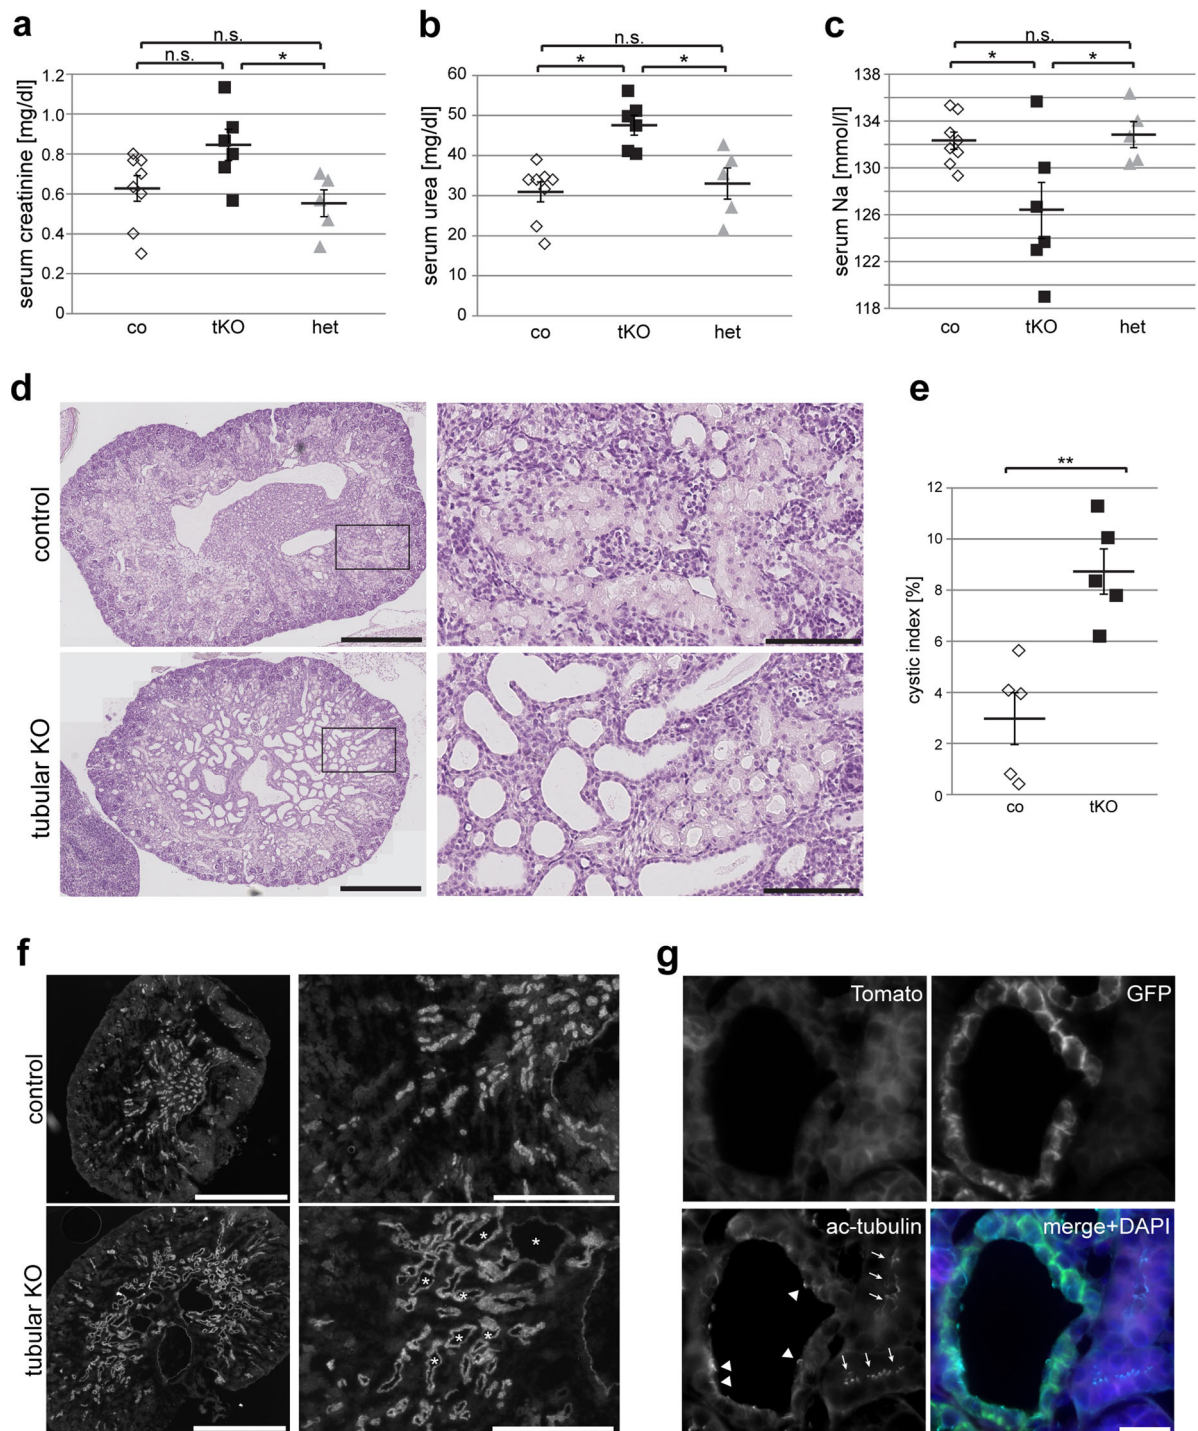 a
n.s.
n.s.
*
serum creatinine [mg/dl]
1.2
1.0
0.8
0.6
0.4
0.2
0
co
tKO
het
b
n.s.
*
*
serum urea [mg/dl]
60
50
40
30
20
10
0
co
tKO
het
c
n.s.
*
*
serum Na [mmol/l]
138
134
130
126
122
118
co
tKO
het
d
control
tubular KO
e
**
cystic index [%]
12
10
8
6
4
2
0
co
tKO
f
control
tubular KO
*
*
*
*
*
*
*
g
Tomato
GFP
ac-tubulin
merge+DAPI